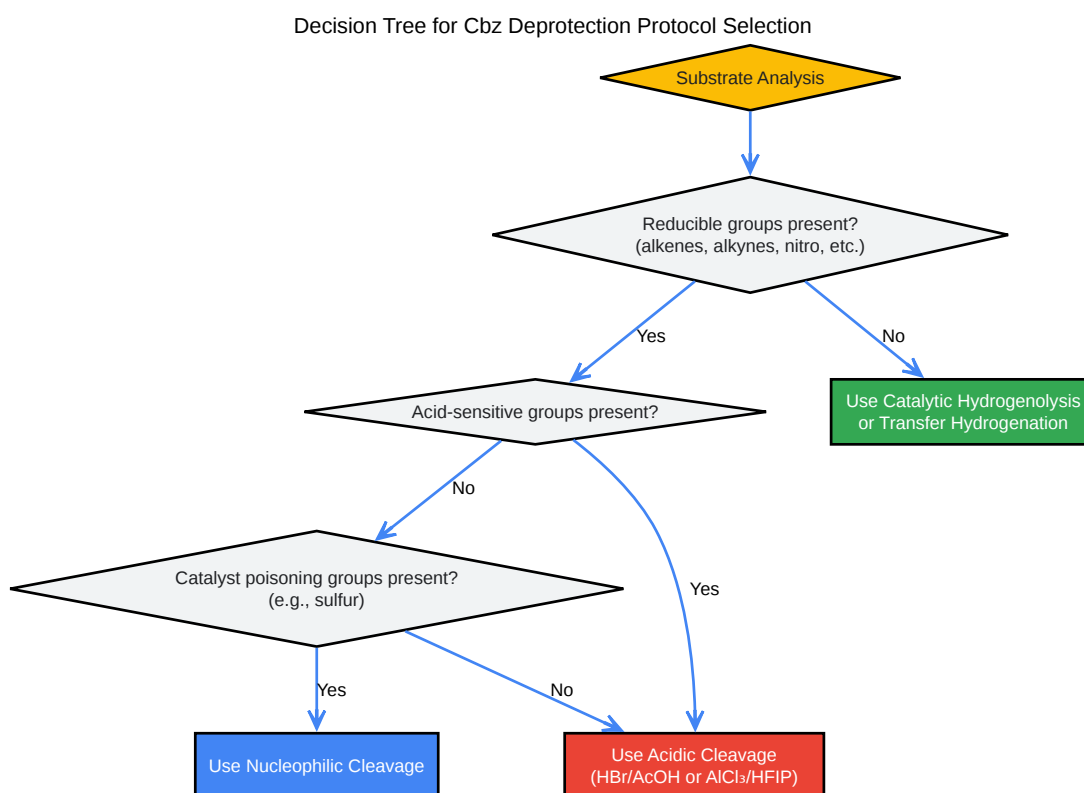 Decision Tree for Cbz Deprotection Protocol Selection
Substrate Analysis
Reducible groups present?
(alkenes, alkynes, nitro, etc.)
Yes
No
Acid-sensitive groups present?
Use Catalytic Hydrogenolysis
or Transfer Hydrogenation
No
Catalyst poisoning groups present?
(e.g., sulfur)
Yes
Yes
No
Use Nucleophilic Cleavage
Use Acidic Cleavage
(HBr/AcOH or AlCl₃/HFIP)